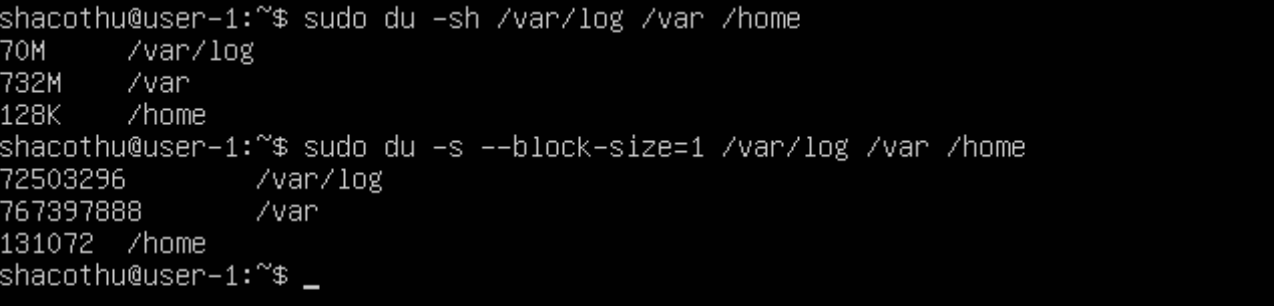 shacothu@user-1:~$ sudo du -sh /var/log /var /home
70M     /var/log
732M    /var
128K    /home
shacothu@user-1:~$ sudo du -s --block-size=1 /var/log /var /home
72503296        /var/log
767397888       /var
131072  /home
shacothu@user-1:~$ _